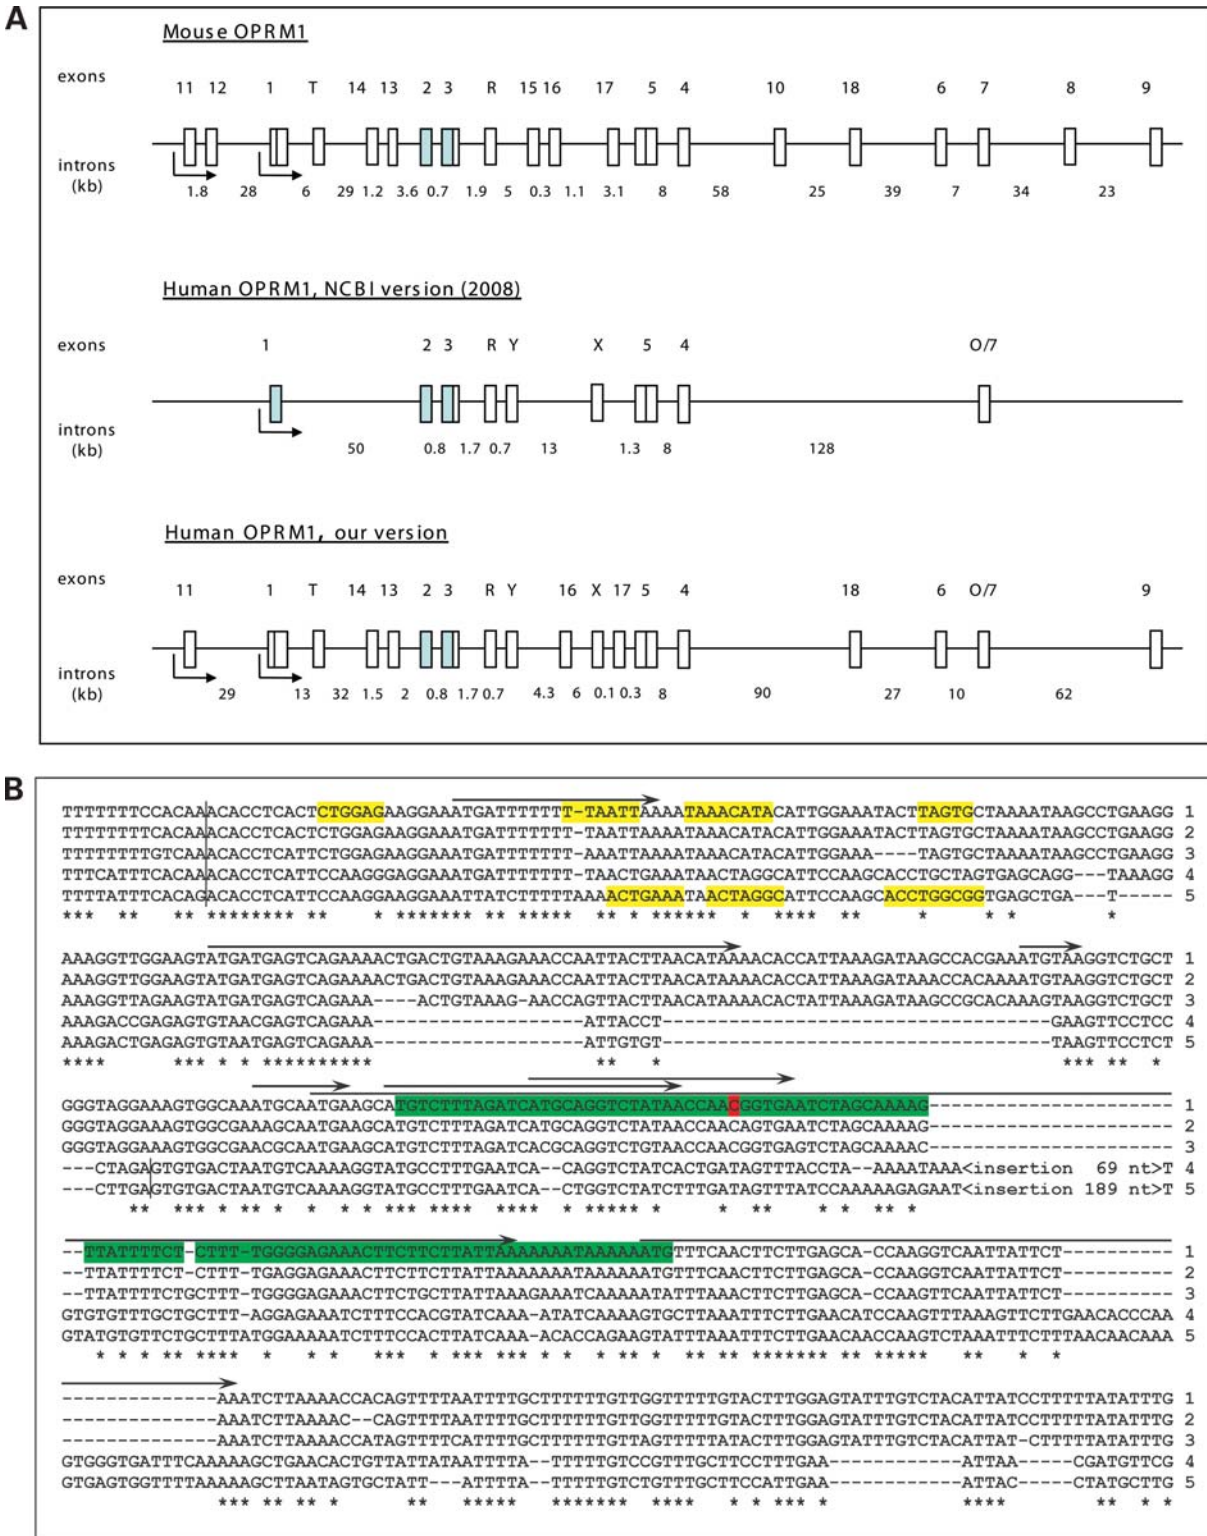 A
Mouse OPRM1
exons
11 12 1 T 14 13 2 3 R 15 16 17 5 4 10 18 6 7 8 9
introns
(kb)
1.8 28 6 29 1.2 3.6 0.7 1.9 5 0.3 1.1 3.1 8 58 25 39 7 34 23
Human OPRM1, NCBI version (2008)
exons
1 2 3 R Y X 5 4 O/7
introns
(kb)
50 0.8 1.7 0.7 13 1.3 8 128
Human OPRM1, our version
exons
11 1 T 14 13 2 3 R Y 16 X 17 5 4 18 6 O/7 9
introns
(kb)
29 13 32 1.5 2 0.8 1.7 0.7 4.3 6 0.1 0.3 8 90 27 10 62
B
TTTTTTTTCCACAAACACCTCACTCTGGAGAAGGAAATGATTTTTTTT-TAATTAAAATAAACATACATTGGAAATACTTAGTGCTAAAATAAGCCTGAAGG 1
TTTTTTTTCCACAAACACCTCACTCTGGAGAAGGAAATGATTTTTTTT-TAATTAAAATAAACATACATTGGAAATACTTAGTGCTAAAATAAGCCTGAAGG 2
TTTTTTTTGTCAAACACCTCATTCTGGAGAAGGAAATGATTTTTTT-AAATTAAAATAAACATACATTGGAAA----TAGTGCTAAAATAAGCCTGAAGG 3
TTTCATTTCACAAACACCTCATTCCAAGGGAGGAAATGATTTTTTT-TAACTGAAATAACTAGGCATTCCAAGCACCTGCTAGTGAGCAGG---TAAAGG 4
TTTTATTTCACAGACACCTCATTCCAAGGAAGGAAATTATCTTTTTAAAACTGAAATAACTAGGCATTCCAAGCACCTGGCGGTGAGCTGA---T----- 5
AAAGGTTGGAAGTATGATGAGTCAGAAAACTGACTGTAAAGAAACCAATTACTTAACATAAAACACCATTAAAGATAAGCCACGAAATGTAAGGTCTGCT 1
AAAGGTTGGAAGTATGATGAGTCAGAAAACTGACTGTAAAGAAACCAATTACTTAACATAAAACACCATTAAAGATAAACCACAAAATGTAAGGTCTGCT 2
AAAGGTTAGAAGTATGATGAGTCAGAAA----ACTGTAAAG-AACCAGTTACTTAACATAAAACACTATTAAAGATAAGCCGCACAAAGTAAGGTCTGCT 3
AAAGACCGAGAGTGTAACGAGTCAGAAA-------------------ATTACCT-----------------------------------GAAGTTCCTCC 4
AAAGACTGAGAGTGTAATGAGTCAGAAA-------------------ATTGTGT-----------------------------------TAAGTTCCTCT 5
GGGTAGGAAAGTGGCAAATGCAATGAAGCATGTCTTTAGATCATGCAGGTCTATAACCAACGGTGAATCTAGCAAAAG---------------------- 1
GGGTAGGAAAGTGGCGAAAGCAATGAAGCATGTCTTTAGATCATGCAGGTCTATAACCAACAGTGAATCTAGCAAAAG---------------------- 2
GGGTAGGAAAGTGGCGAACGCAATGAAGCATGTCTTTAGATCACGCAGGTCTATAACCAACGGTGAGTCTAGCAAAAC---------------------- 3
---CTAGAGTGTGACTAATGTCAAAAGGTATGCCTTTGAATCA--CAGGTCTATCACTGATAGTTTACCTA--AAAATAAA<insertion 69 nt>T 4
---CTTGAGTGTGACTAATGTCAAAAGGTATGCCTTTGAATCA--CTGGTCTATCTTTGATAGTTTATCCAAAAAGAGAAT<insertion 189 nt>T 5
--TTATTTTCT-CTTT-TGGGGAGAAACTTCTTCTTATTAAAAAAAATAAAAAATGTTTCAACTTCTTGAGCA-CCAAGGTCAATTATTCT---------- 1
--TTATTTTCT-CTTT-TGAGGAGAAACTTCTTCTTATTAAAAAAAATAAAAAATGTTTCAACTTCTTGAGCA-CCAAGGTCAATTATTCT---------- 2
--TTATTTTCTGCTTT-TGGGGAGAAACTTCTGCTTATTAAAGAAATCAAAAATATTTAAACTTCTTGAGCA-CCAAGTTCAATTATTCT---------- 3
GTGTGTTTGCTGCTTT-AGGAGAAATCTTTCCACGTATCAAA-ATATCAAAAGTGCTTAAATTTCTTGAACATCCAAGTTTAAAGTTCTTGAACACCCAA 4
GTATGTGTTCTGCTTTATGGAAAAATCTTTCCACTTATCAAA-ACACCAGAAGTATTTAAATTTCTTGAACAACCAAGTCTAAATTTCTTTAACAACAAA 5
--------------AAATCTTAAAACCACAGTTTTAATTTTGCTTTTTTGTTGGTTTTTGTACTTTGGAGTATTTGTCTACATTATCCTTTTTATATTTG 1
--------------AAATCTTAAAAC--CAGTTTTAATTTTGCTTTTTTGTTGGTTTTTGTACTTTGGAGTATTTGTCTACATTATCCTTTTTATATTTG 2
--------------AAATCTTAAAACCATAGTTTTCATTTTGCTTTTTTGTTAGTTTTTATACTTTGGAGTATTTGTCTACATTAT-CTTTTTATATTTG 3
GTGGGTGATTTCAAAAAGCTGAACACTGTTATTATAATTTTA--TTTTTGTCCGTTTGCTTCCTTTGAA------------ATTAA-----CGATGTTCG 4
GTGAGTGGTTTTAAAAAGCTTAATAGTGCTATT---ATTTTA--TTTTTGTCTGTTTGCTTCCATTGAA------------ATTAC-----CTATGCTTG 5